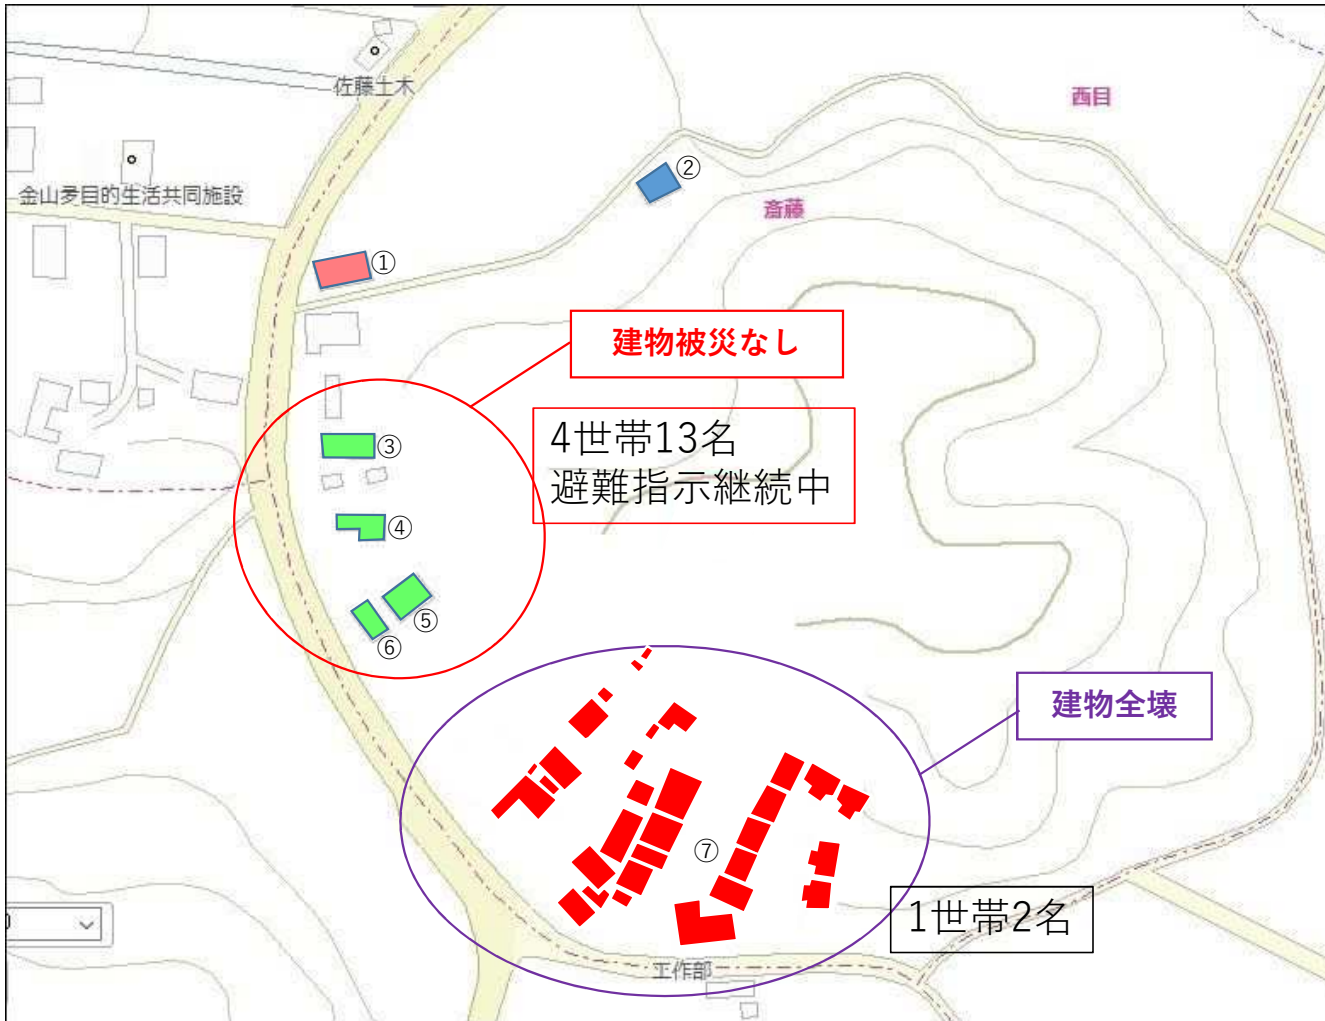 佐藤土木
西目
②
金山多目的生活共同施設
斎藤
①
建物被災なし
4世帯13名
避難指示継続中
③
④
⑤
⑥
建物全壊
⑦
1世帯2名
工作部